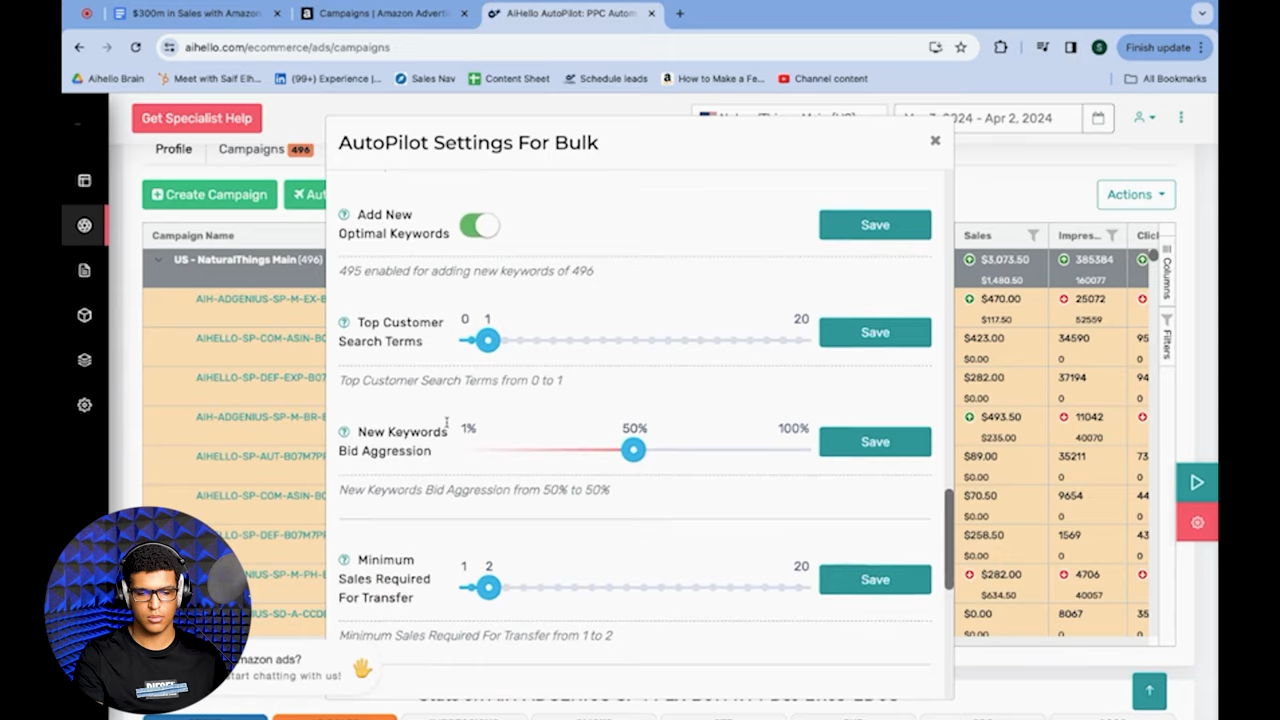 $300m in Sales with Amazon
Campaigns | Amazon Adverti
AiHello AutoPilot: PPC Autom
aihello.com/ecommerce/ads/campaigns
Finish update
Aihello Brain
Meet with Saif Elh...
(99+) Experience |...
Sales Nav
Content Sheet
Schedule leads
How to Make a Fe...
Channel content
All Bookmarks
Get Specialist Help
- Apr 2, 2024
AutoPilot Settings For Bulk
Profile
Campaigns 496
Create Campaign
Actions
Campaign Name
Sales
Impres...
Clic
US - NaturalThings Main (496)
$3,073.50
385384
$1,480.50
160077
AIH-ADGENIUS-SP-M-EX-B
$470.00
25072
$117.50
52559
AIHELLO-SP-COM-ASIN-B0
$423.00
34590
95
$0.00
0
0
AIHELLO-SP-DEF-EXP-B07
$282.00
37194
94
$0.00
0
0
AIH-ADGENIUS-SP-M-BR-B
$493.50
11042
$235.00
40070
AIHELLO-SP-AUT-B07M7P
$89.00
35211
73
$0.00
0
0
AIHELLO-SP-COM-ASIN-B0
$70.50
9654
44
$0.00
0
0
AIHELLO-SP-DEF-EXP-B07
$258.50
1569
43
$0.00
0
0
$282.00
4706
$634.50
40057
$0.00
8067
35
Columns
Filters
Add New
Optimal Keywords
Save
495 enabled for adding new keywords of 496
0 1 20
Top Customer
Search Terms
Save
Top Customer Search Terms from 0 to 1
1% 50% 100%
New Keywords
Bid Aggression
Save
New Keywords Bid Aggression from 50% to 50%
1 2 20
Minimum
Sales Required
For Transfer
Save
Minimum Sales Required For Transfer from 1 to 2
mazon ads?
start chatting with us!
DIESEL